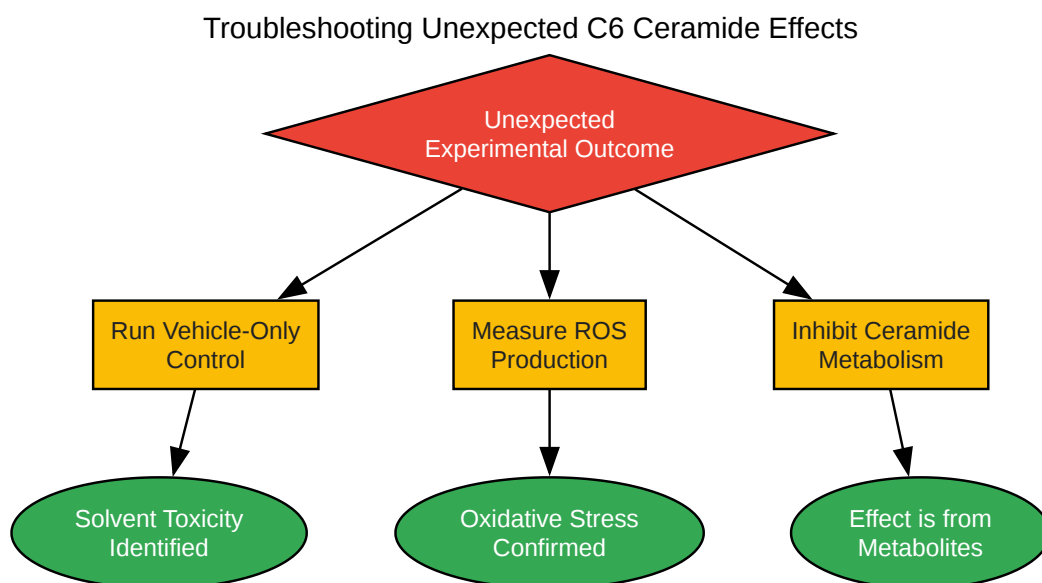 Troubleshooting Unexpected C6 Ceramide Effects
Unexpected
Experimental Outcome
Run Vehicle-Only
Control
Measure ROS
Production
Inhibit Ceramide
Metabolism
Solvent Toxicity
Identified
Oxidative Stress
Confirmed
Effect is from
Metabolites